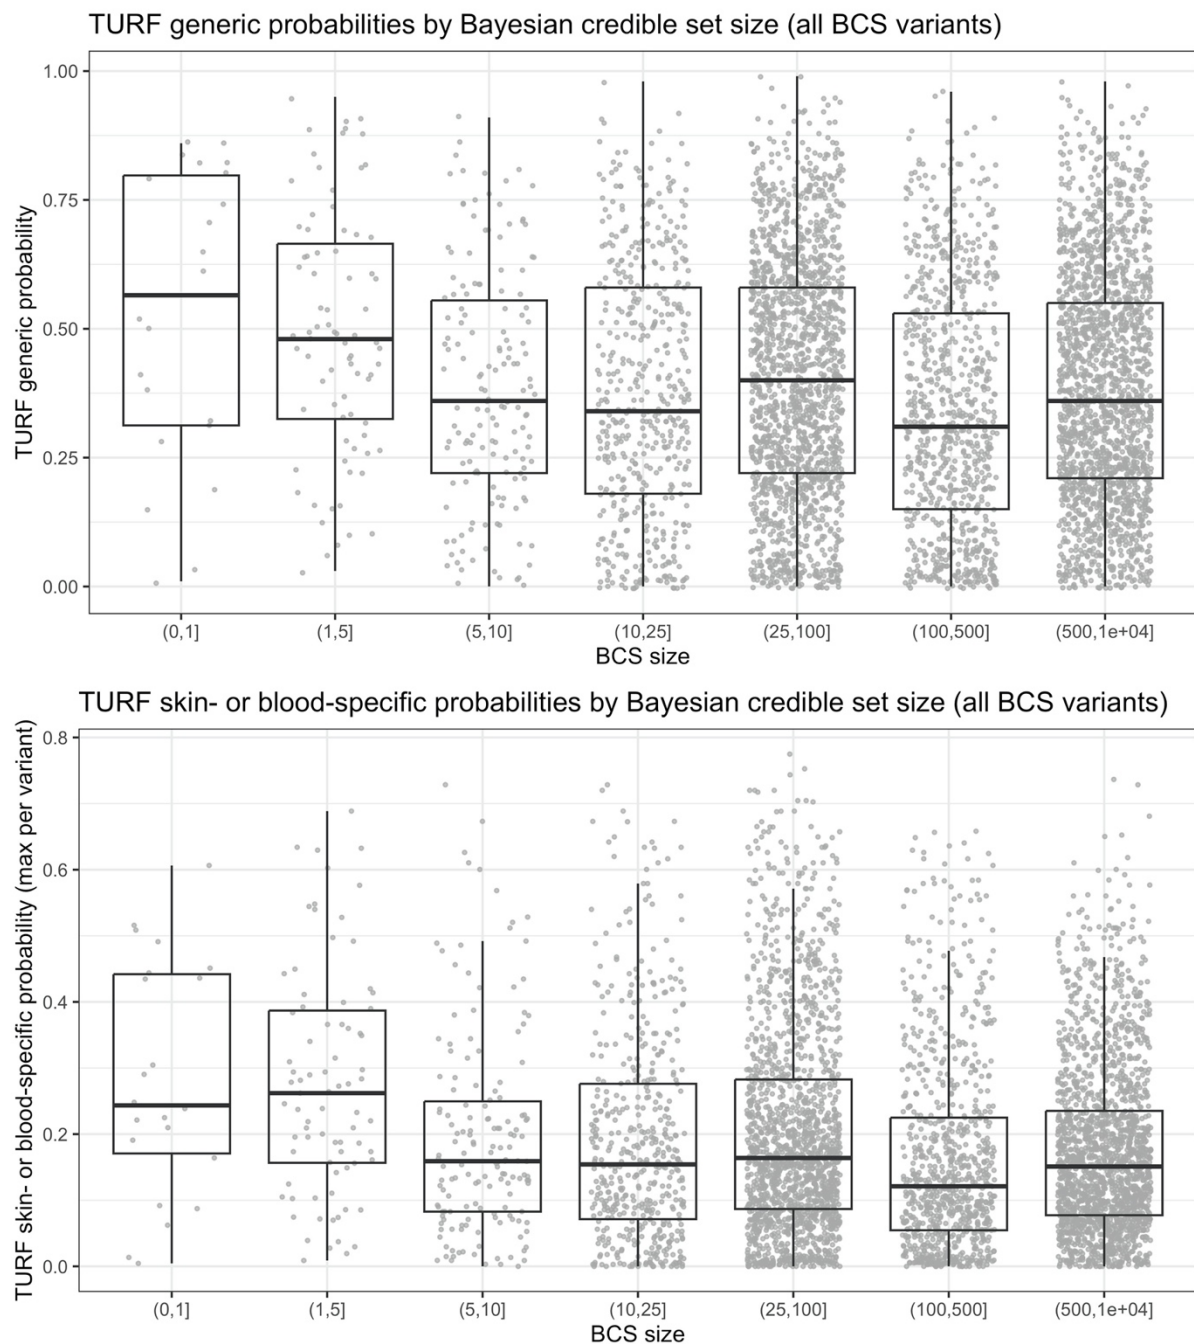 TURF generic probabilities by Bayesian credible set size (all BCS variants)
TURF generic probability
1.00
0.75
0.50
0.25
0.00
(0,1]
(1,5]
(5,10]
(10,25]
(25,100]
(100,500]
(500,1e+04]
BCS size
TURF skin- or blood-specific probabilities by Bayesian credible set size (all BCS variants)
TURF skin- or blood-specific probability (max per variant)
0.8
0.6
0.4
0.2
0.0
(0,1]
(1,5]
(5,10]
(10,25]
(25,100]
(100,500]
(500,1e+04]
BCS size